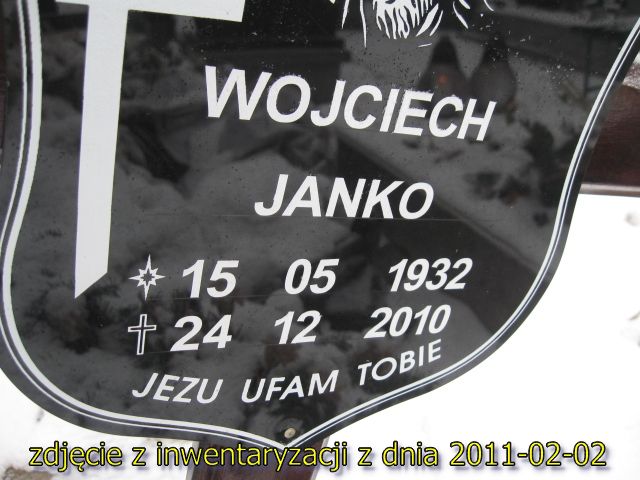 WOJCIECH
JANKO
15 05 1932
24 12 2010
JEZU UFAM TOBIE
zdjęcie z inwentaryzacji z dnia 2011-02-02